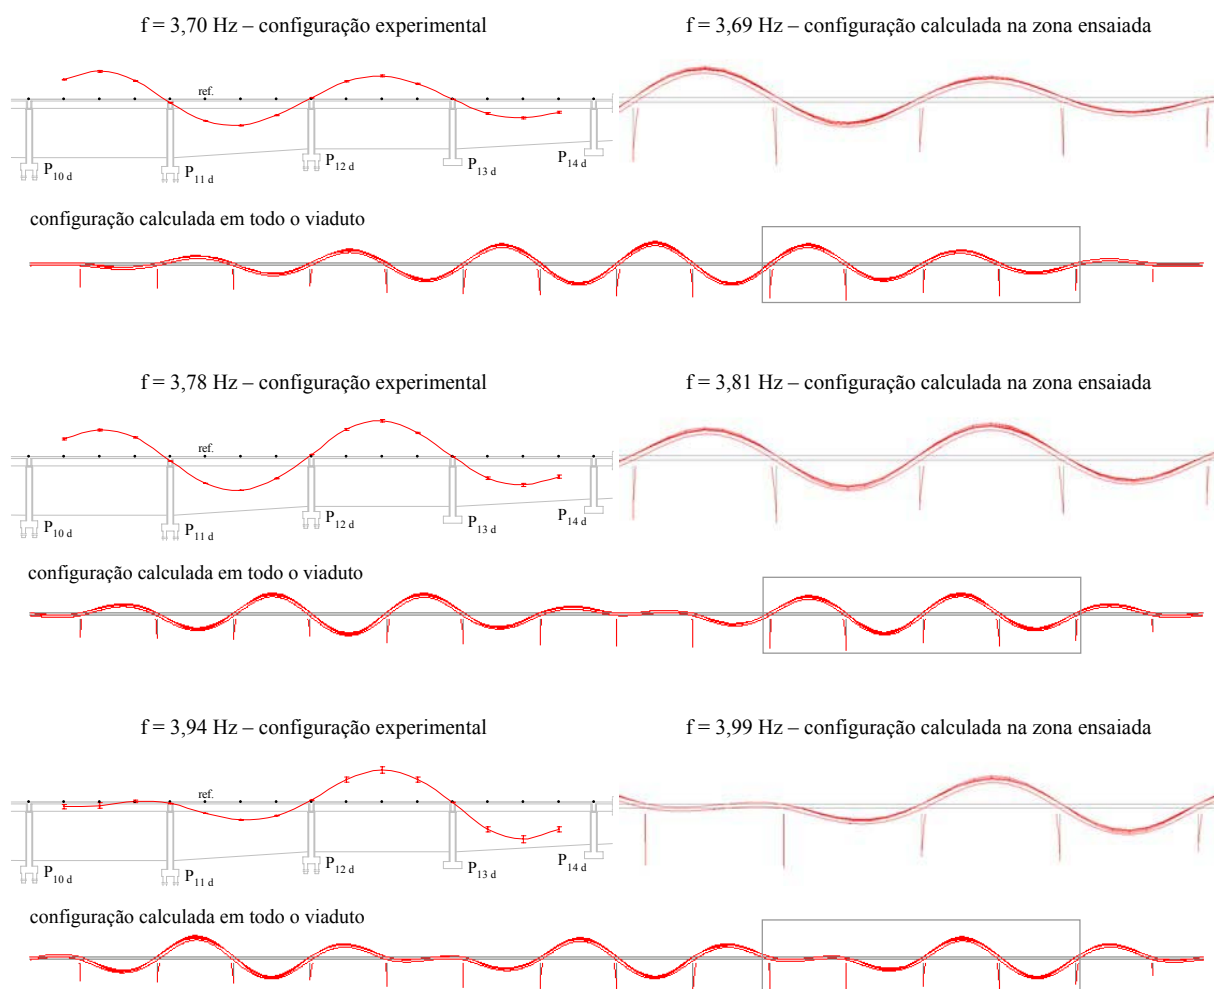 f = 3,70 Hz – configuração experimental
f = 3,69 Hz – configuração calculada na zona ensaiada
ref.
P10 d
P11 d
P12 d
P13 d
P14 d
configuração calculada em todo o viaduto
f = 3,78 Hz – configuração experimental
f = 3,81 Hz – configuração calculada na zona ensaiada
ref.
P10 d
P11 d
P12 d
P13 d
P14 d
configuração calculada em todo o viaduto
f = 3,94 Hz – configuração experimental
f = 3,99 Hz – configuração calculada na zona ensaiada
ref.
P10 d
P11 d
P12 d
P13 d
P14 d
configuração calculada em todo o viaduto